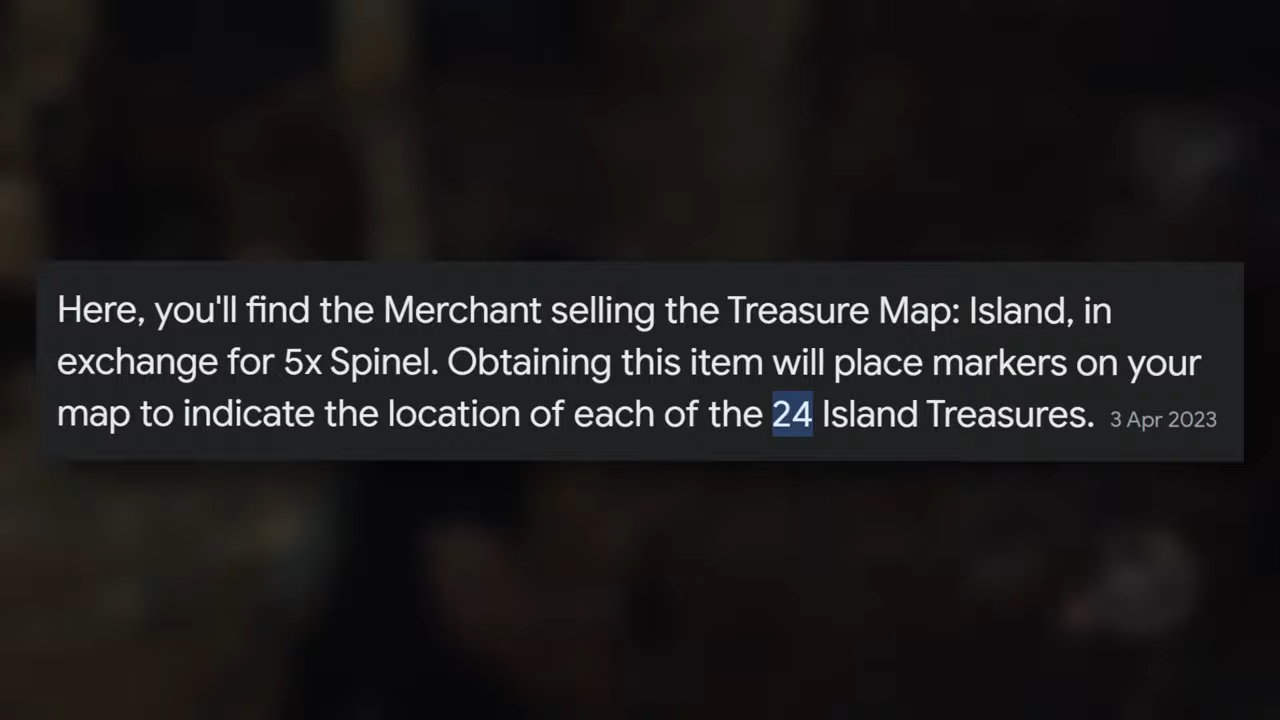 Here, you'll find the Merchant selling the Treasure Map: Island, in
exchange for 5x Spinel. Obtaining this item will place markers on your
map to indicate the location of each of the 24 Island Treasures. 3 Apr 2023